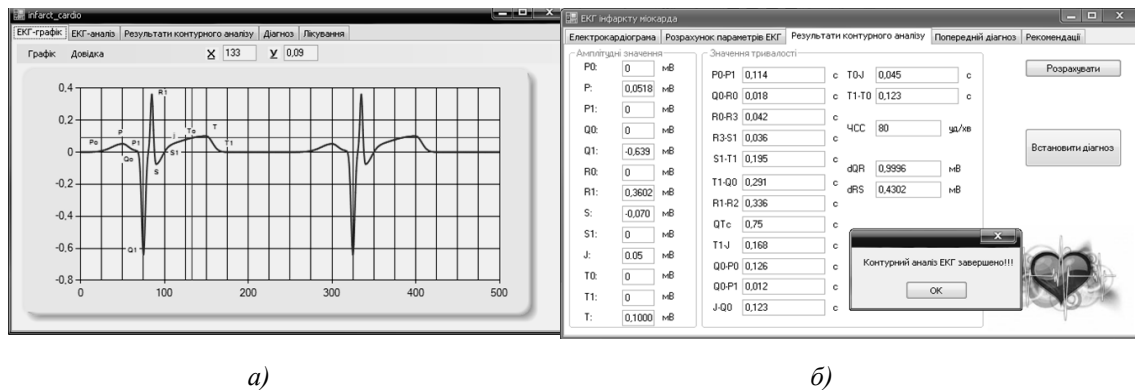 infarct_cardio
ЕКГ-графік ЕКГ-аналіз Результати контурного аналізу Діагноз Лікування
Графік Довідка X 133 У 0,09
0,4
0,2
0
-0,2
-0,4
-0,6
-0,8
0 100 200 300 400 500
Po P P1 Qo Q1 R1 S S1 j To T T1
а)
ЕКГ інфаркту міокарда
Електрокардіограма Розрахунок параметрів ЕКГ Результати контурного аналізу Попередній діагноз Рекомендації
Амплітудні значення
P0: 0 мВ
P: 0,0518 мВ
P1: 0 мВ
Q0: 0 мВ
Q1: -0,639 мВ
R0: 0 мВ
R1: 0,3602 мВ
S: -0,070 мВ
S1: 0 мВ
J: 0.05 мВ
T0: 0 мВ
T1: 0 мВ
T: 0,1000 мВ
Значення тривалості
P0-P1 0,114 с
Q0-R0 0,018 с
R0-R3 0,042 с
R3-S1 0,036 с
S1-T1 0,195 с
T1-Q0 0,291 с
R1-R2 0,336 с
QTc 0,75 с
T1-J 0,168 с
Q0-P0 0,126 с
Q0-P1 0,012 с
J-Q0 0,123 с
T0-J 0,045 с
T1-T0 0,123 с
ЧСС 80 уд/хв
dQR 0,9996 мВ
dRS 0,4302 мВ
Розрахувати
Встановити діагноз
Контурний аналіз ЕКГ завершено!!!
OK
б)